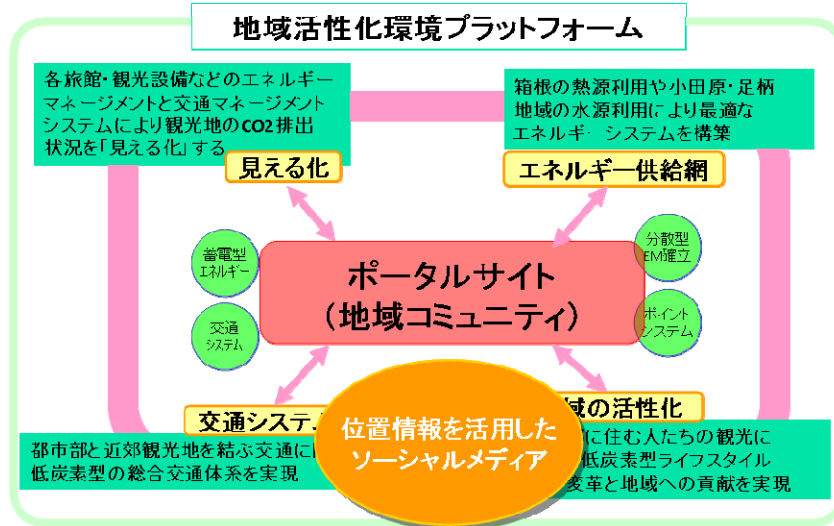 地域活性化環境プラットフォーム
各旅館・観光設備などのエネルギー
マネージメントと交通マネージメント
システムにより観光地のCO2排出
状況を「見える化」する
見える化
箱根の熱源利用や小田原・足柄
地域の水源利用により最適な
エネルギーシステムを構築
エネルギー供給網
蓄電型
エネルギー
交通
システム
ポータルサイト
（地域コミュニティ）
分散型
EM確立
ポイント
システム
交通システム
都市部と近郊観光地を結ぶ交通に
低炭素型の総合交通体系を実現
位置情報を活用した
ソーシャルメディア
域の活性化
に住む人たちの観光に
低炭素型ライフスタイル
変革と地域への貢献を実現